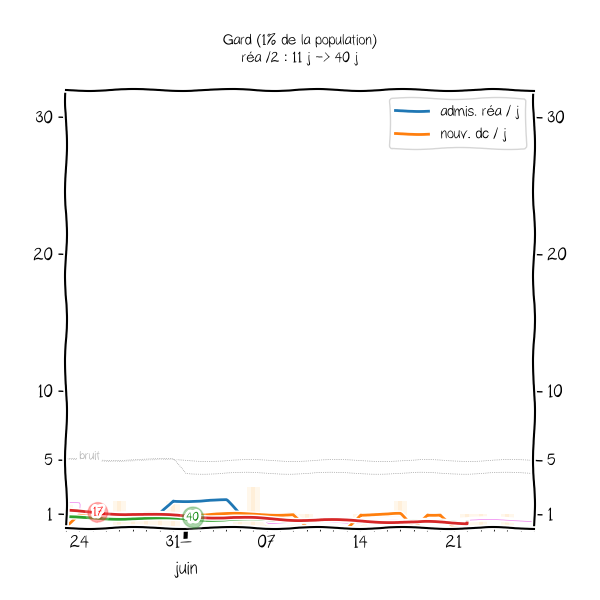 Gard (1% de la population)
réa /2 : 11 j -> 40 j
admis. réa / j
nouv. dc / j
30
30
20
20
10
10
5
bruit
5
1
17
40
1
24
31
07
14
21
juin